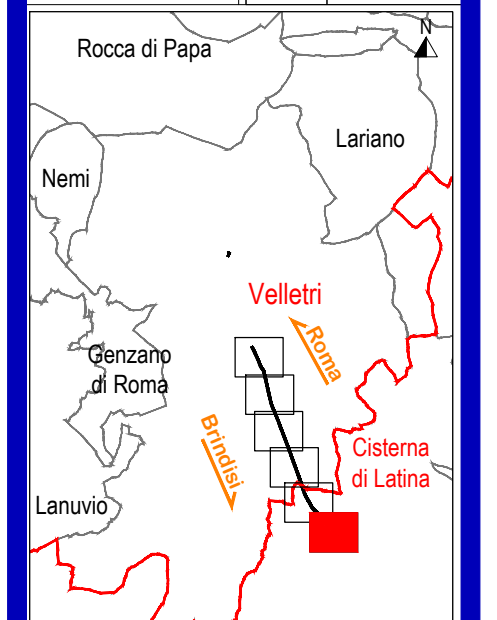 N
Rocca di Papa
Lariano
Nemi
Velletri
Roma
Genzano
di Roma
Brindisi
Cisterna
di Latina
Lanuvio